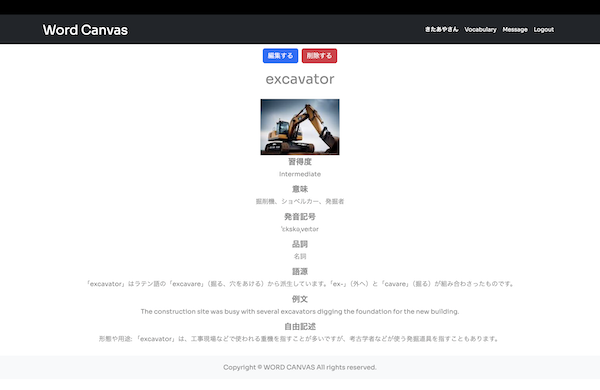 Word Canvas
きたあやさん Vocabulary Message Logout
編集する 削除する
excavator
習得度
Intermediate
意味
掘削機、ショベルカー、発掘者
発音記号
ˈɛkskəˌveɪtər
品詞
名詞
語源
「excavator」はラテン語の「excavare」（掘る、穴をあける）から派生しています。「ex-」（外へ）と「cavare」（掘る）が組み合わさったものです。
例文
The construction site was busy with several excavators digging the foundation for the new building.
自由記述
形態や用途: 「excavator」は、工事現場などで使われる重機を指すことが多いですが、考古学者などが使う発掘道具を指すこともあります。
Copyright © WORD CANVAS All rights reserved.